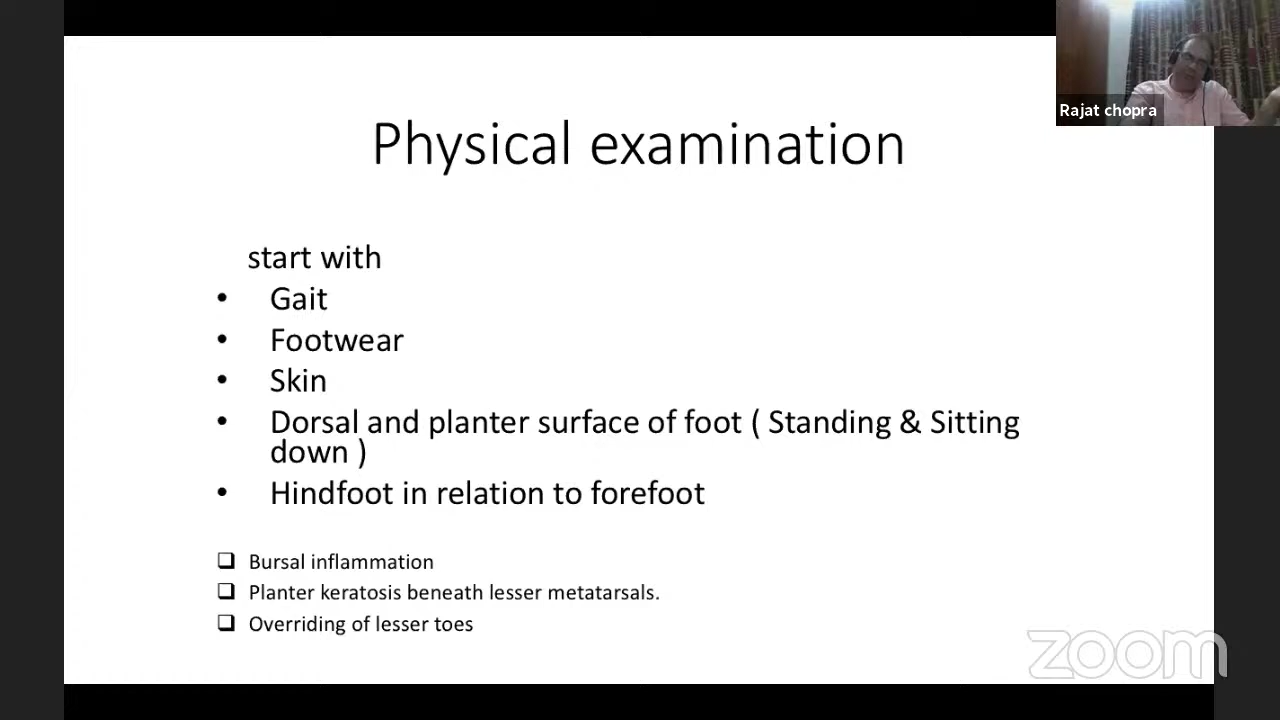 Rajat chopra
Physical examination
start with
• Gait
• Footwear
• Skin
• Dorsal and planter surface of foot ( Standing & Sitting
down )
• Hindfoot in relation to forefoot
❑ Bursal inflammation
❑ Planter keratosis beneath lesser metatarsals.
❑ Overriding of lesser toes
zoom